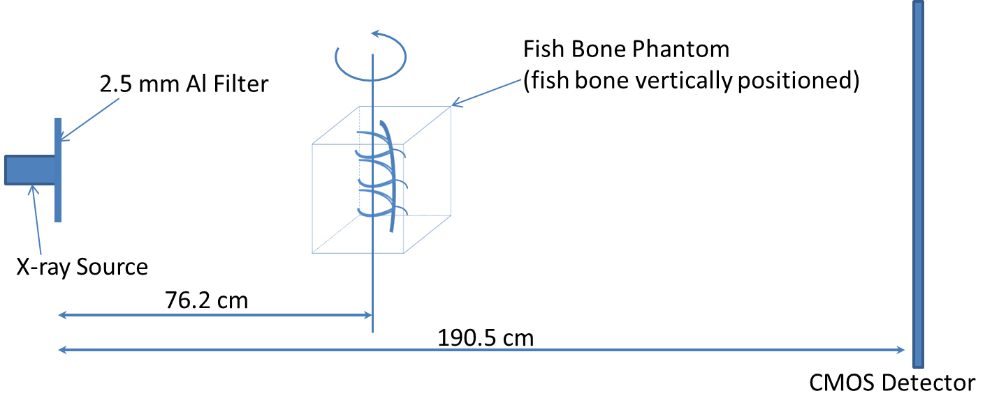 Fish Bone Phantom
(fish bone vertically positioned)
2.5 mm Al Filter
X-ray Source
76.2 cm
190.5 cm
CMOS Detector